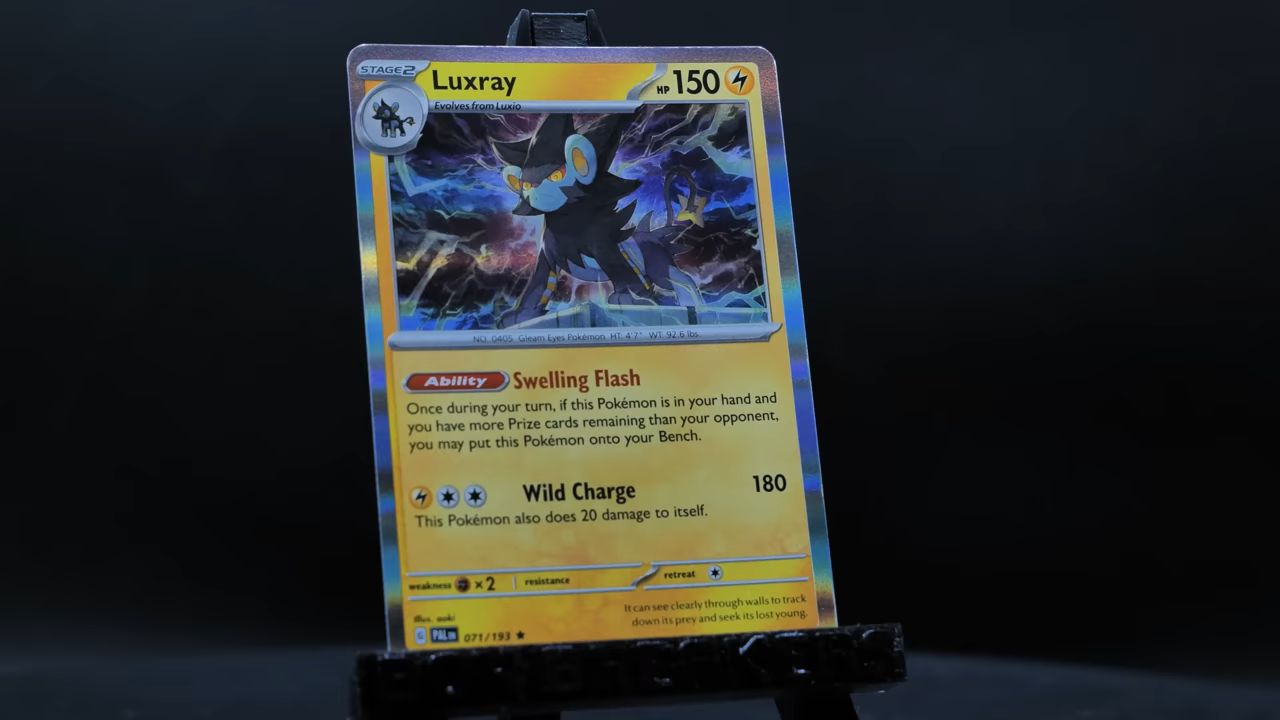 STAGE2
Luxray
HP 150
Evolves from Luxio
NO. 0405 Gleam Eyes Pokémon HT: 4'7" WT: 92.6 lbs.
Ability Swelling Flash
Once during your turn, if this Pokémon is in your hand and
you have more Prize cards remaining than your opponent,
you may put this Pokémon onto your Bench.
Wild Charge 180
This Pokémon also does 20 damage to itself.
weakness ×2 resistance retreat
It can see clearly through walls to track
down its prey and seek its lost young.
Illus. aoki
G PAL EN 071/193